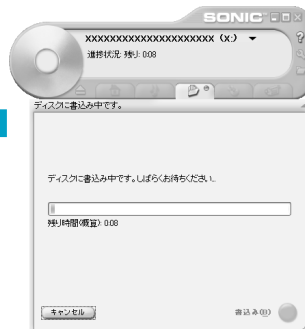 SONIC
XXXXXXXXXXXXXXXXXXXXXX (X:)
進捗状況: 残り: 0:08
ディスクに書込み中です。
ディスクに書込み中です。しばらくお待ちください...
残り時間(概算): 0:08
キャンセル
書込み(D)